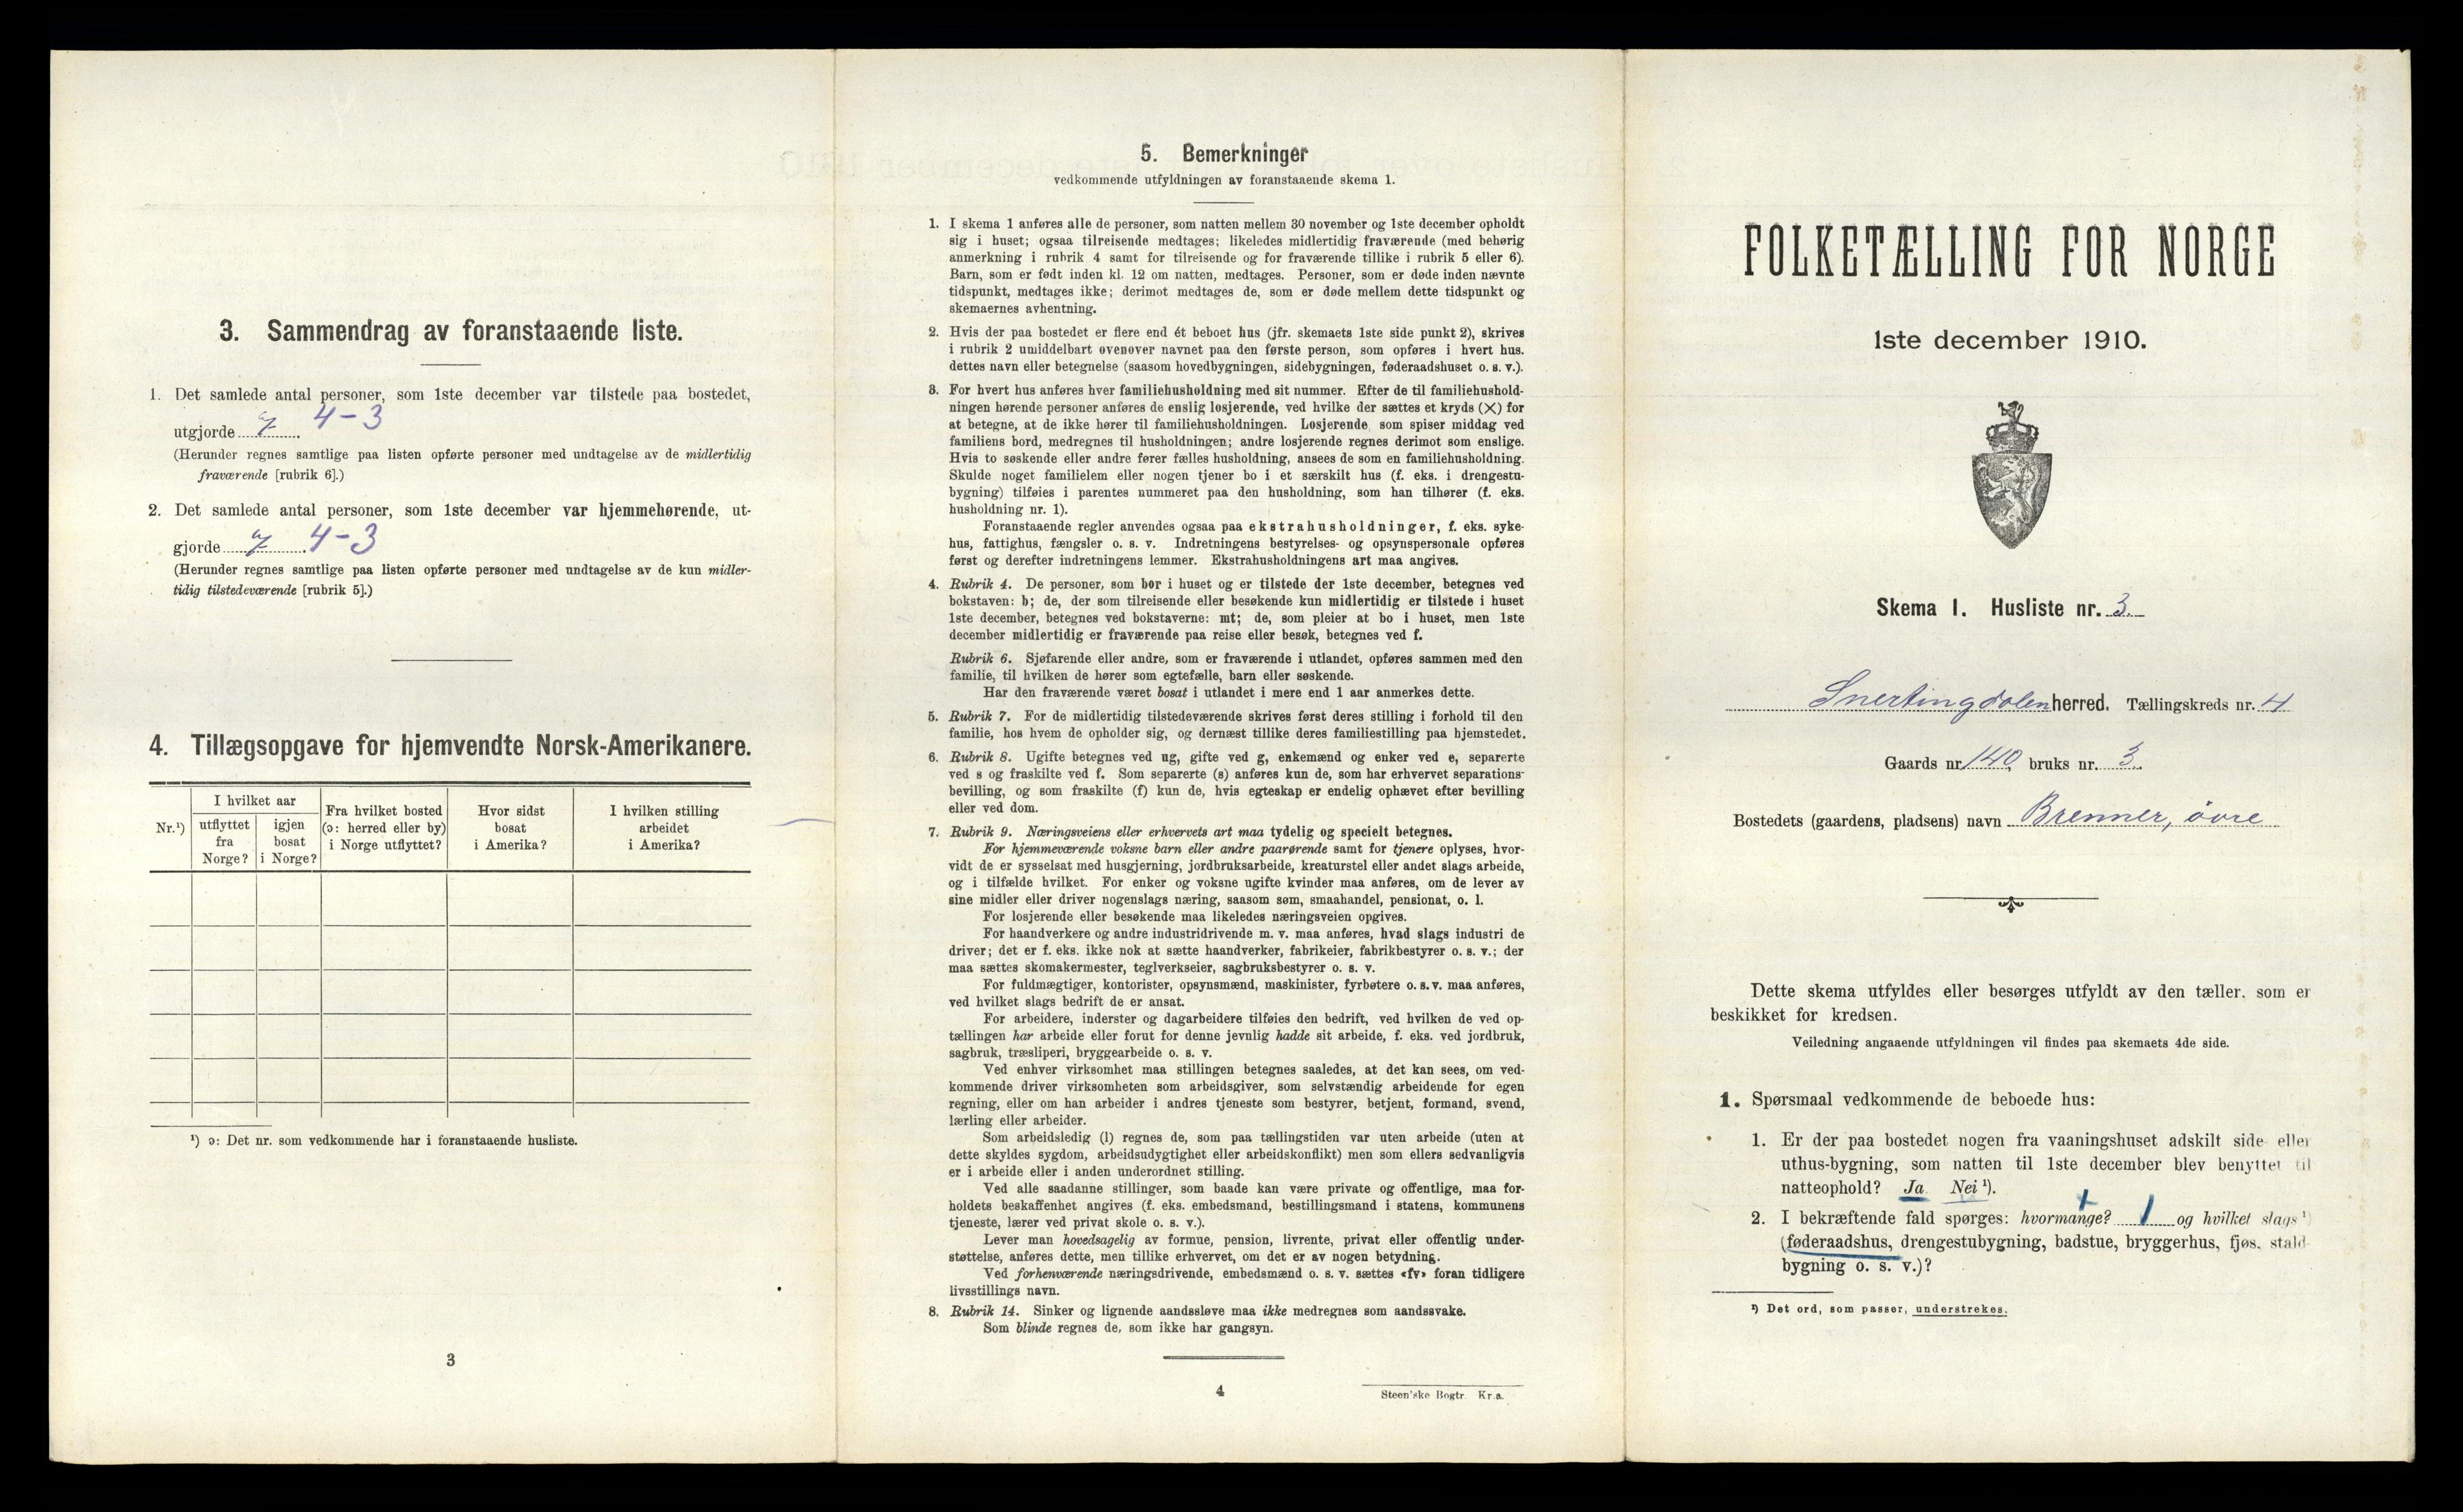 3. Sammendrag av foranstaaende liste.
1. Det samlede antal personer, som 1ste december var tilstede paa bostedet,
utgjorde 7. 4-3
(Herunder regnes samtlige paa listen opførte personer med undtagelse av de midlertidig
fraværende [rubrik 6].)
2. Det samlede antal personer, som 1ste december var hjemmehørende, ut-
gjorde 7. 4-3
(Herunder regnes samtlige paa listen opførte personer med undtagelse av de kun midler-
tidig tilstedeværende [rubrik 5].)
4. Tillægsopgave for hjemvendte Norsk-Amerikanere.
Nr.¹)
I hvilket aar
utflyttet
fra
Norge?
igjen
bosat
i Norge?
Fra hvilket bosted
(ɔ: herred eller by)
i Norge utflyttet?
Hvor sidst
bosat
i Amerika?
I hvilken stilling
arbeidet
i Amerika?
¹) ɔ: Det nr. som vedkommende har i foranstaaende husliste.
3
5. Bemerkninger
vedkommende utfyldningen av foranstaaende skema 1.
1. I skema 1 anføres alle de personer, som natten mellem 30 november og 1ste december opholdt
sig i huset; ogsaa tilreisende medtages; likeledes midlertidig fraværende (med behørig
anmerkning i rubrik 4 samt for tilreisende og for fraværende tillike i rubrik 5 eller 6).
Barn, som er født inden kl. 12 om natten, medtages. Personer, som er døde inden nævnte
tidspunkt, medtages ikke; derimot medtages de, som er døde mellem dette tidspunkt og
skemaernes avhentning.
2. Hvis der paa bostedet er flere end ét beboet hus (jfr. skemaets 1ste side punkt 2), skrives
i rubrik 2 umiddelbart ovenover navnet paa den første person, som opføres i hvert hus.
dettes navn eller betegnelse (saasom hovedbygningen, sidebygningen, føderaadshuset o. s. v.).
3. For hvert hus anføres hver familiehusholdning med sit nummer. Efter de til familiehushold-
ningen hørende personer anføres de enslig losjerende, ved hvilke der sættes et kryds (×) for
at betegne, at de ikke hører til familiehusholdningen. Losjerende som spiser middag ved
familiens bord, medregnes til husholdningen; andre losjerende regnes derimot som enslige.
Hvis to søskende eller andre fører fælles husholdning, ansees de som en familiehusholdning.
Skulde noget familielem eller nogen tjener bo i et særskilt hus (f. eks. i drengestu-
bygning) tilføies i parentes nummeret paa den husholdning, som han tilhører (f. eks.
husholdning nr. 1).
Foranstaaende regler anvendes ogsaa paa ekstrahusholdninger, f. eks. syke-
hus, fattighus, fængsler o. s. v. Indretningens bestyrelses- og opsynspersonale opføres
først og derefter indretningens lemmer. Ekstrahusholdningens art maa angives.
4. Rubrik 4. De personer, som bor i huset og er tilstede der 1ste december, betegnes ved
bokstaven: b; de, der som tilreisende eller besøkende kun midlertidig er tilstede i huset
1ste december, betegnes ved bokstaverne: mt; de, som pleier at bo i huset, men 1ste
december midlertidig er fraværende paa reise eller besøk, betegnes ved f.
Rubrik 6. Sjøfarende eller andre, som er fraværende i utlandet, opføres sammen med den
familie, til hvilken de hører som egtefælle, barn eller søskende.
Har den fraværende været bosat i utlandet i mere end 1 aar anmerkes dette.
5. Rubrik 7. For de midlertidig tilstedeværende skrives først deres stilling i forhold til den
familie, hos hvem de opholder sig, og dernæst tillike deres familiestilling paa hjemstedet.
6. Rubrik 8. Ugifte betegnes ved ug, gifte ved g, enkemænd og enker ved e, separerte
ved s og fraskilte ved f. Som separerte (s) anføres kun de, som har erhvervet separations-
bevilling, og som fraskilte (f) kun de, hvis egteskap er endelig ophævet efter bevilling
eller ved dom.
7. Rubrik 9. Næringsveiens eller erhvervets art maa tydelig og specielt betegnes.
For hjemmeværende voksne barn eller andre paarørende samt for tjenere oplyses, hvor-
vidt de er sysselsat med husgjerning, jordbruksarbeide, kreaturstel eller andet slags arbeide,
og i tilfælde hvilket. For enker og voksne ugifte kvinder maa anføres, om de lever av
sine midler eller driver nogenslags næring, saasom søm, smaahandel, pensionat, o. l.
For losjerende eller besøkende maa likeledes næringsveien opgives.
For haandverkere og andre industridrivende m. v. maa anføres, hvad slags industri de
driver; det er f. eks. ikke nok at sætte haandverker, fabrikeier, fabrikbestyrer o. s. v.; der
maa sættes skomakermester, teglverkseier, sagbruksbestyrer o. s. v.
For fuldmægtiger, kontorister, opsynsmænd, maskinister, fyrbøtere o. s. v. maa anføres,
ved hvilket slags bedrift de er ansat.
For arbeidere, inderster og dagarbeidere tilføies den bedrift, ved hvilken de ved op-
tællingen har arbeide eller forut for denne jevnlig hadde sit arbeide, f. eks. ved jordbruk,
sagbruk, træsliperi, bryggearbeide o. s. v.
Ved enhver virksomhet maa stillingen betegnes saaledes, at det kan sees, om ved-
kommende driver virksomheten som arbeidsgiver, som selvstændig arbeidende for egen
regning, eller om han arbeider i andres tjeneste som bestyrer, betjent, formand, svend,
lærling eller arbeider.
Som arbeidsledig (l) regnes de, som paa tællingstiden var uten arbeide (uten at
dette skyldes sygdom, arbeidsudygtighet eller arbeidskonflikt) men som ellers sedvanligvis
er i arbeide eller i anden underordnet stilling.
Ved alle saadanne stillinger, som baade kan være private og offentlige, maa for-
holdets beskaffenhet angives (f. eks. embedsmand, bestillingsmand i statens, kommunens
tjeneste, lærer ved privat skole o. s. v.).
Lever man hovedsagelig av formue, pension, livrente, privat eller offentlig under-
støttelse, anføres dette, men tillike erhvervet, om det er av nogen betydning.
Ved forhenværende næringsdrivende, embedsmænd o. s. v. sættes «fv» foran tidligere
livsstillings navn.
8. Rubrik 14. Sinker og lignende aandssløve maa ikke medregnes som aandssvake.
Som blinde regnes de, som ikke har gangsyn.
4
Steen'ske Bogtr. Kr.a.
FOLKETÆLLING FOR NORGE
1ste december 1910.
Skema 1. Husliste nr. 3.
Snertingdalen herred. Tællingskreds nr. 4
Gaards nr. 140, bruks nr. 3.
Bostedets (gaardens, pladsens) navn Brenner, övre
Dette skema utfyldes eller besørges utfyldt av den tæller. som er
beskikket for kredsen.
Veiledning angaaende utfyldningen vil findes paa skemaets 4de side.
1. Spørsmaal vedkommende de beboede hus:
1. Er der paa bostedet nogen fra vaaningshuset adskilt side- eller
uthus-bygning, som natten til 1ste december blev benyttet til
natteophold? Ja Nei ¹).
2. I bekræftende fald spørges: hvormange? 1 og hvilket slags ¹)
(føderaadshus, drengestubygning, badstue, bryggerhus, fjøs, stald-
bygning o. s. v.)?
¹) Det ord, som passer, understrekes.